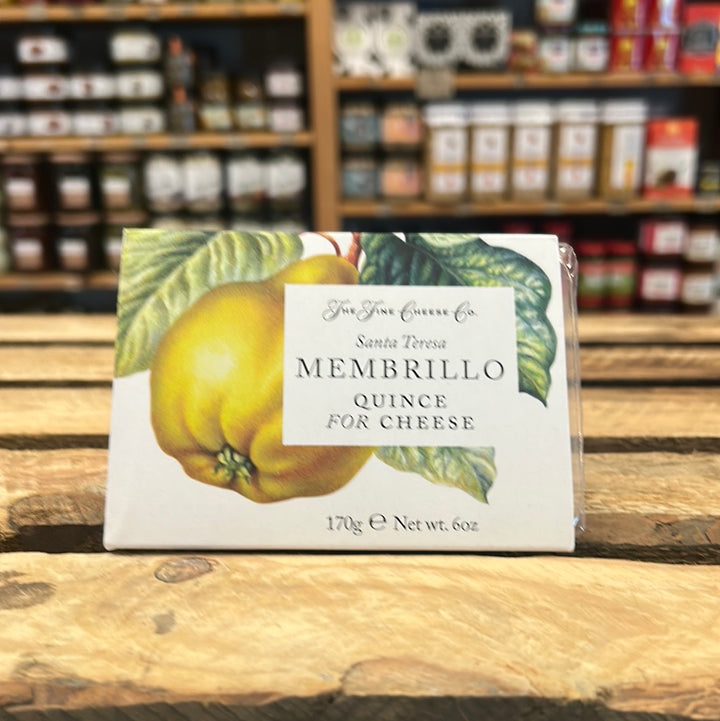 The Fine Cheese Co.
Santa Teresa
MEMBRILLO
QUINCE
FOR CHEESE
170g ℮ Net wt. 6oz